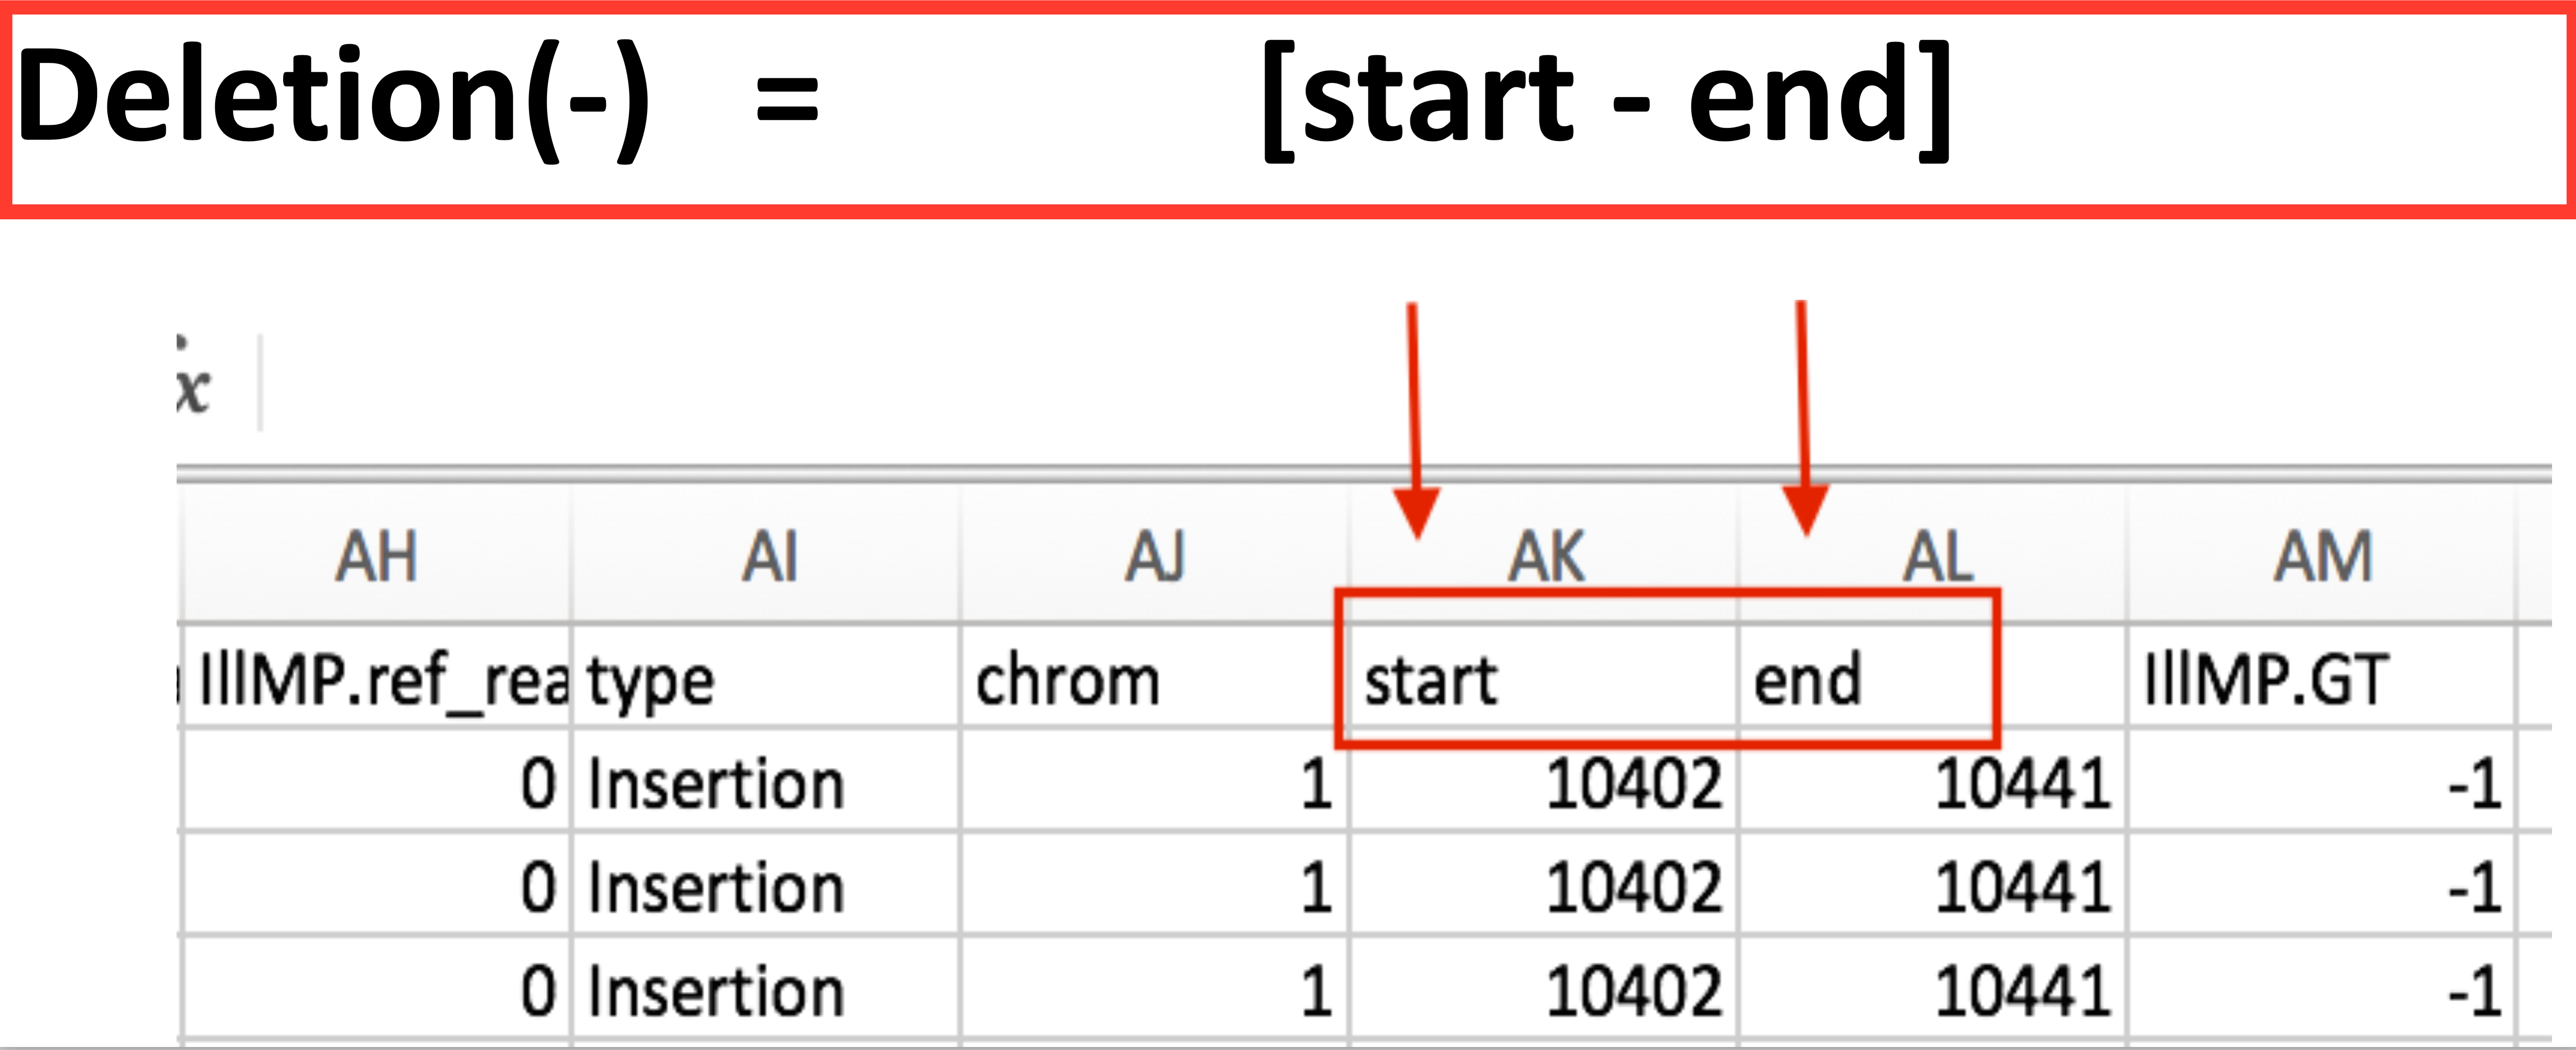 Deletion(-) = [start - end]
x
AH AI AJ AK AL AM
IllMP.ref_rea type chrom start end IllMP.GT
0 Insertion 1 10402 10441 -1
0 Insertion 1 10402 10441 -1
0 Insertion 1 10402 10441 -1